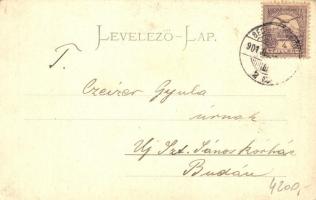 LEVELEZŐ-LAP.
T.
Czeizer Gyula
úrnak
Uj Szt. János kórház
Budán
4200,-